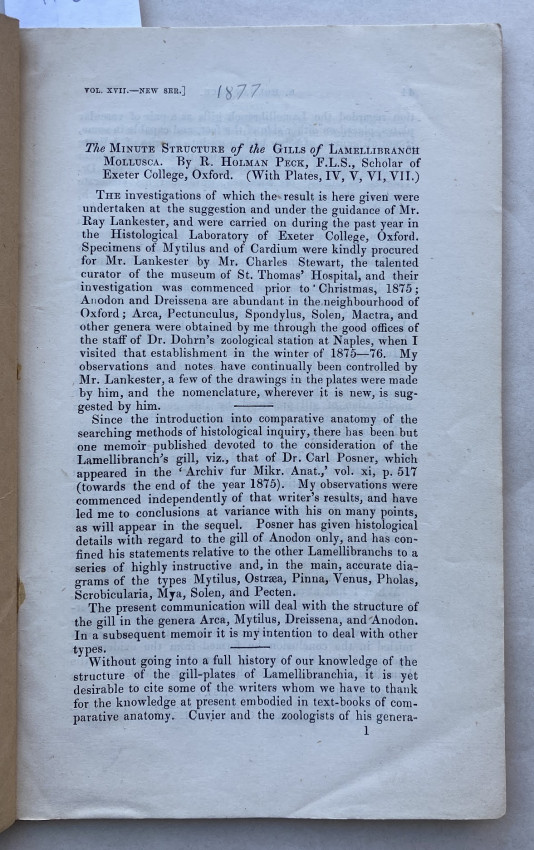 VOL. XVII.—NEW SER.] 1877
The MINUTE STRUCTURE of the GILLS of LAMELLIBRANCH
MOLLUSCA. By R. HOLMAN PECK, F.L.S., Scholar of
Exeter College, Oxford. (With Plates, IV, V, VI, VII.)
THE investigations of which the result is here given were
undertaken at the suggestion and under the guidance of Mr.
Ray Lankester, and were carried on during the past year in
the Histological Laboratory of Exeter College, Oxford.
Specimens of Mytilus and of Cardium were kindly procured
for Mr. Lankester by Mr. Charles Stewart, the talented
curator of the museum of St. Thomas' Hospital, and their
investigation was commenced prior to Christmas, 1875;
Anodon and Dreissena are abundant in the neighbourhood of
Oxford; Arca, Pectunculus, Spondylus, Solen, Mactra, and
other genera were obtained by me through the good offices of
the staff of Dr. Dohrn's zoological station at Naples, when I
visited that establishment in the winter of 1875—76. My
observations and notes have continually been controlled by
Mr. Lankester, a few of the drawings in the plates were made
by him, and the nomenclature, wherever it is new, is sug-
gested by him.
Since the introduction into comparative anatomy of the
searching methods of histological inquiry, there has been but
one memoir published devoted to the consideration of the
Lamellibranch's gill, viz., that of Dr. Carl Posner, which
appeared in the 'Archiv fur Mikr. Anat.,' vol. xi, p. 517
(towards the end of the year 1875). My observations were
commenced independently of that writer's results, and have
led me to conclusions at variance with his on many points,
as will appear in the sequel. Posner has given histological
details with regard to the gill of Anodon only, and has con-
fined his statements relative to the other Lamellibranchs to a
series of highly instructive and, in the main, accurate dia-
grams of the types Mytilus, Ostræa, Pinna, Venus, Pholas,
Scrobicularia, Mya, Solen, and Pecten.
The present communication will deal with the structure of
the gill in the genera Arca, Mytilus, Dreissena, and Anodon.
In a subsequent memoir it is my intention to deal with other
types.
Without going into a full history of our knowledge of the
structure of the gill-plates of Lamellibranchia, it is yet
desirable to cite some of the writers whom we have to thank
for the knowledge at present embodied in text-books of com-
parative anatomy. Cuvier and the zoologists of his genera-
1